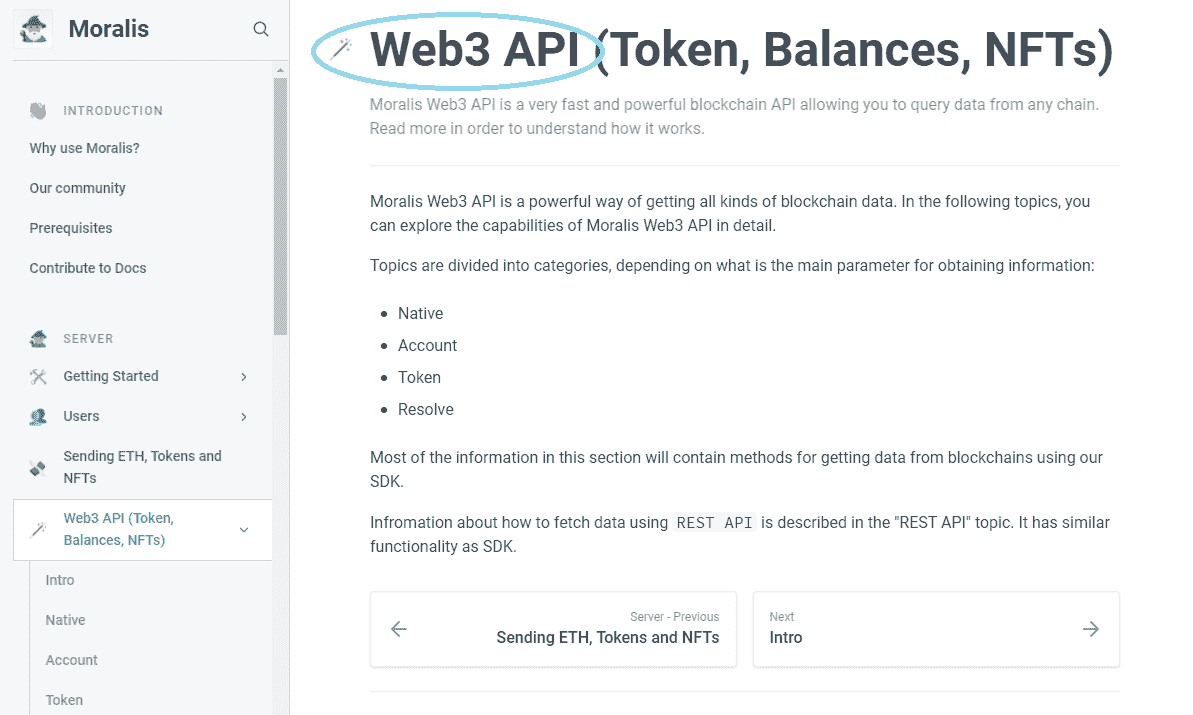 Moralis
INTRODUCTION
Why use Moralis?
Our community
Prerequisites
Contribute to Docs
SERVER
Getting Started
Users
Sending ETH, Tokens and
NFTs
Web3 API (Token,
Balances, NFTs)
Intro
Native
Account
Token
Web3 API (Token, Balances, NFTs)
Moralis Web3 API is a very fast and powerful blockchain API allowing you to query data from any chain.
Read more in order to understand how it works.
Moralis Web3 API is a powerful way of getting all kinds of blockchain data. In the following topics, you
can explore the capabilities of Moralis Web3 API in detail.
Topics are divided into categories, depending on what is the main parameter for obtaining information:
Native
Account
Token
Resolve
Most of the information in this section will contain methods for getting data from blockchains using our
SDK.
Infromation about how to fetch data using REST API is described in the "REST API" topic. It has similar
functionality as SDK.
Server - Previous
Sending ETH, Tokens and NFTs
Next
Intro